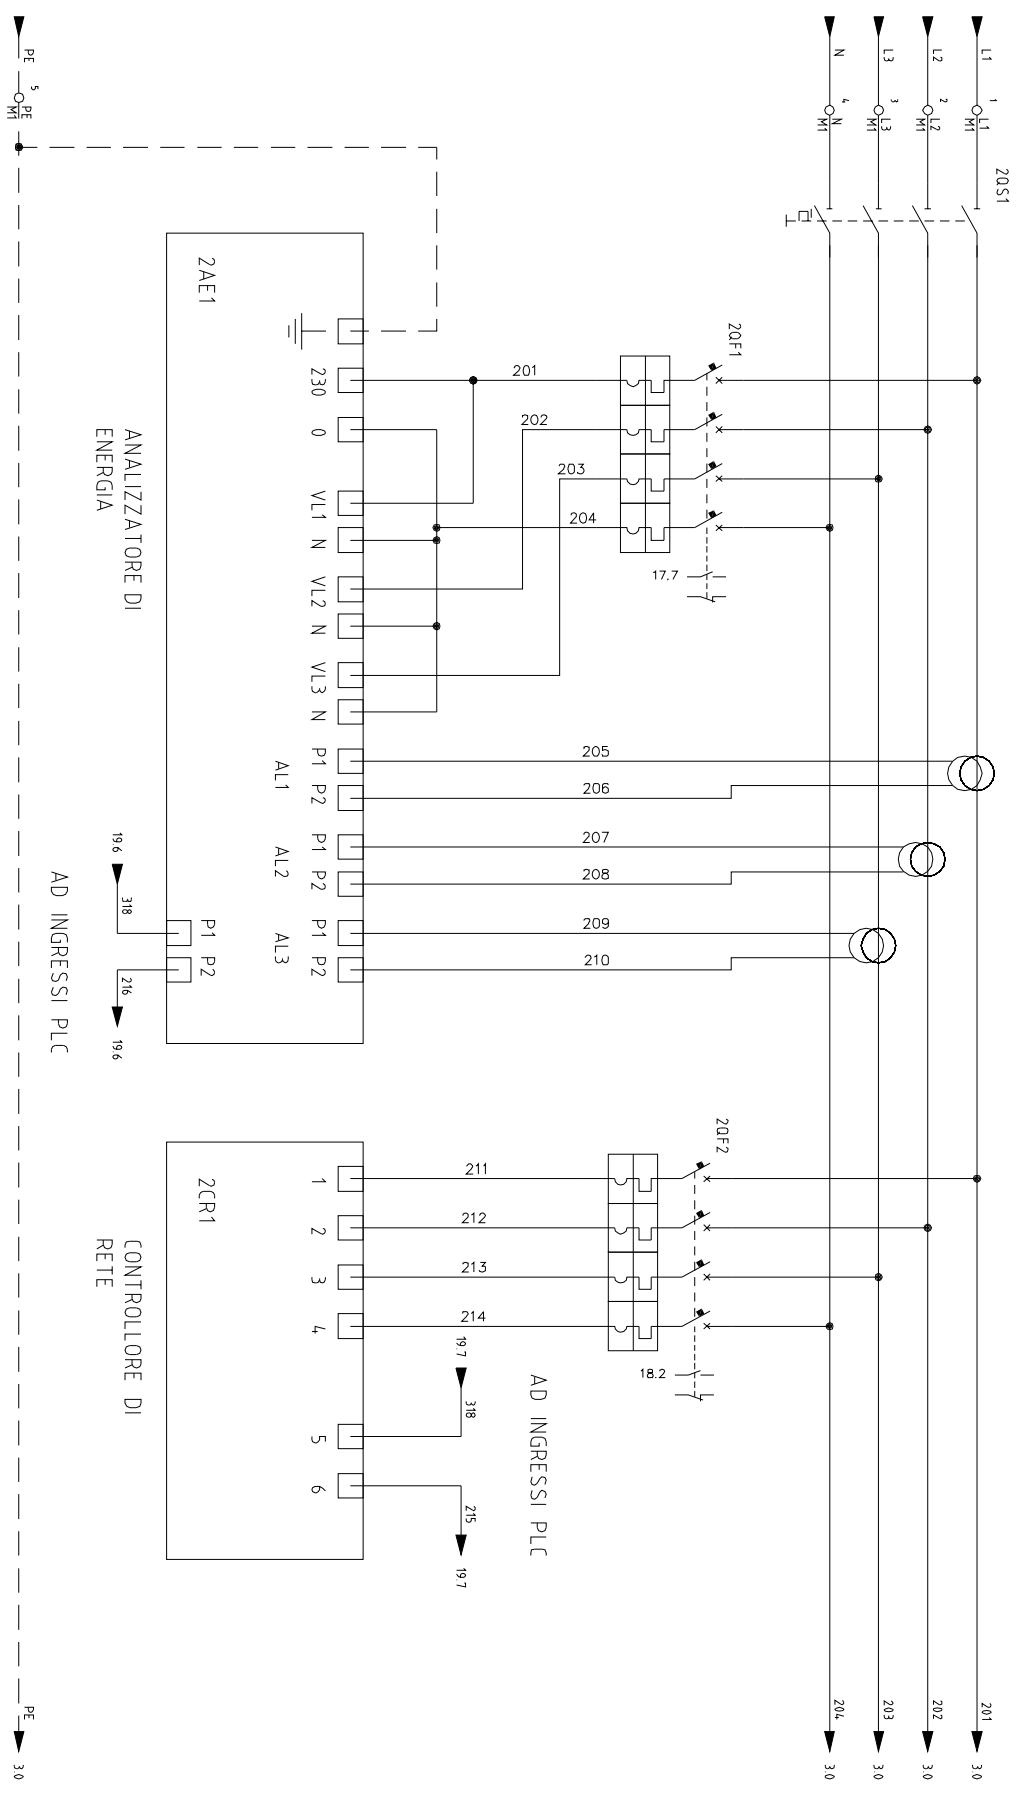 L1
L2
L3
N
PE
1
2
3
4
5
L1
L2
L3
N
PE
M1
M1
M1
M1
M1
2QS1
2QF1
201
202
203
204
17.7
2AE1
ANALIZZATORE DI
ENERGIA
230
0
VL1
N
VL2
N
VL3
N
P1
P2
AL1
P1
P2
AL2
P1
P2
AL3
205
206
207
208
209
210
P1
P2
19.6
318
216
19.6
AD INGRESSI PLC
2QF2
211
212
213
214
18.2
2CR1
CONTROLLORE DI
RETE
1
2
3
4
5
6
19.7
318
215
19.7
AD INGRESSI PLC
201
202
203
204
PE
3.0
3.0
3.0
3.0
3.0